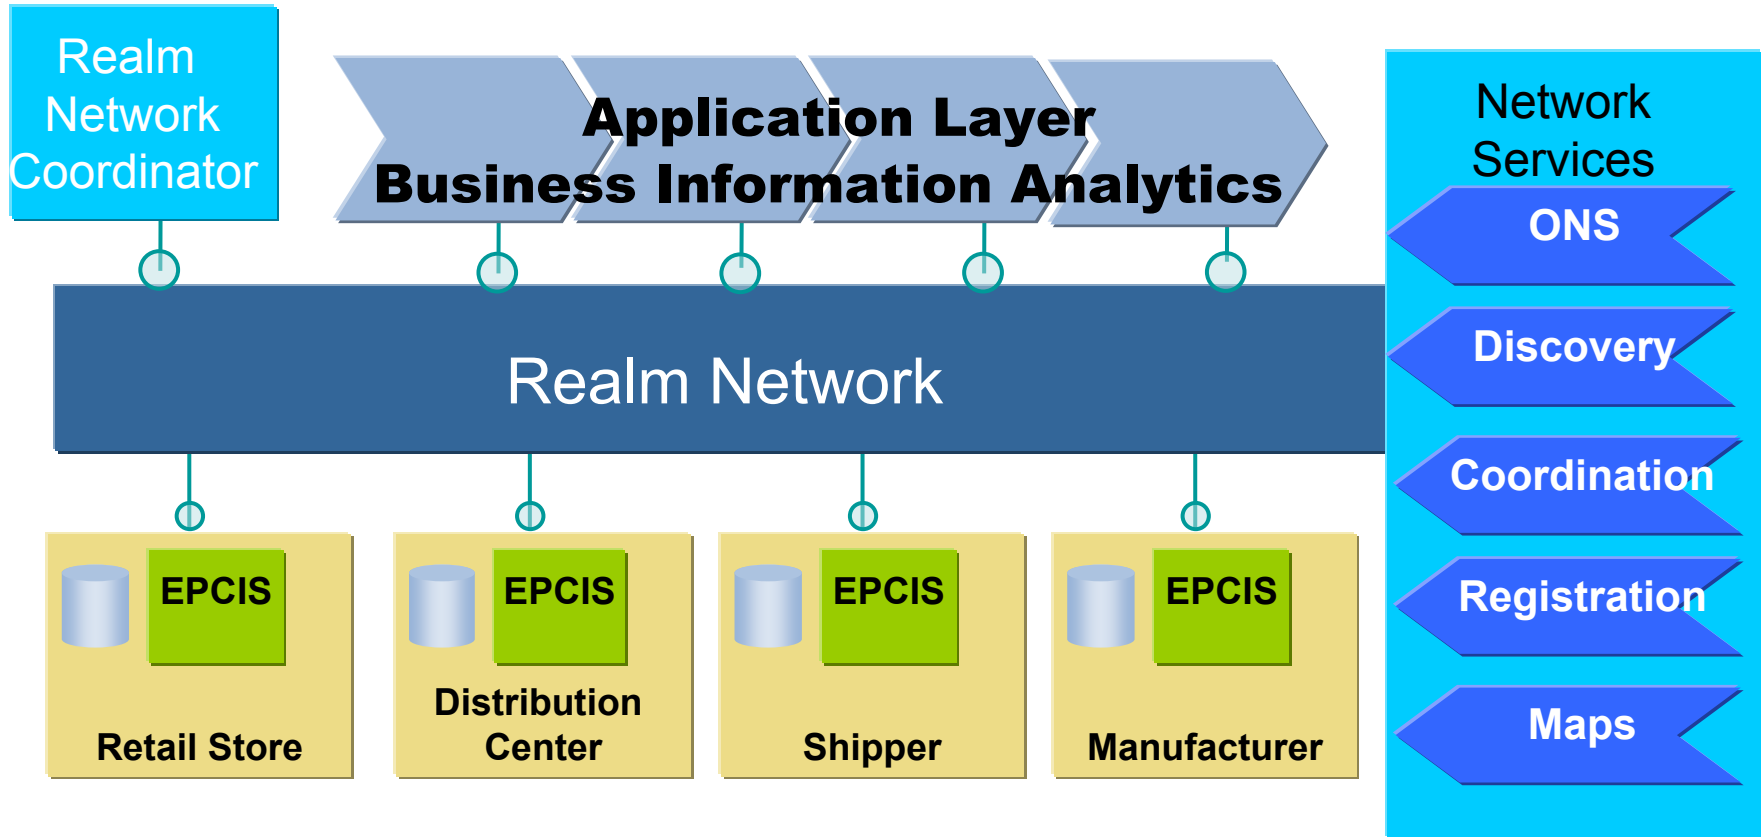 Realm
Network
Coordinator
Application Layer
Business Information Analytics
Network
Services
ONS
Discovery
Coordination
Registration
Maps
Realm Network
EPCIS
Retail Store
EPCIS
Distribution
Center
EPCIS
Shipper
EPCIS
Manufacturer